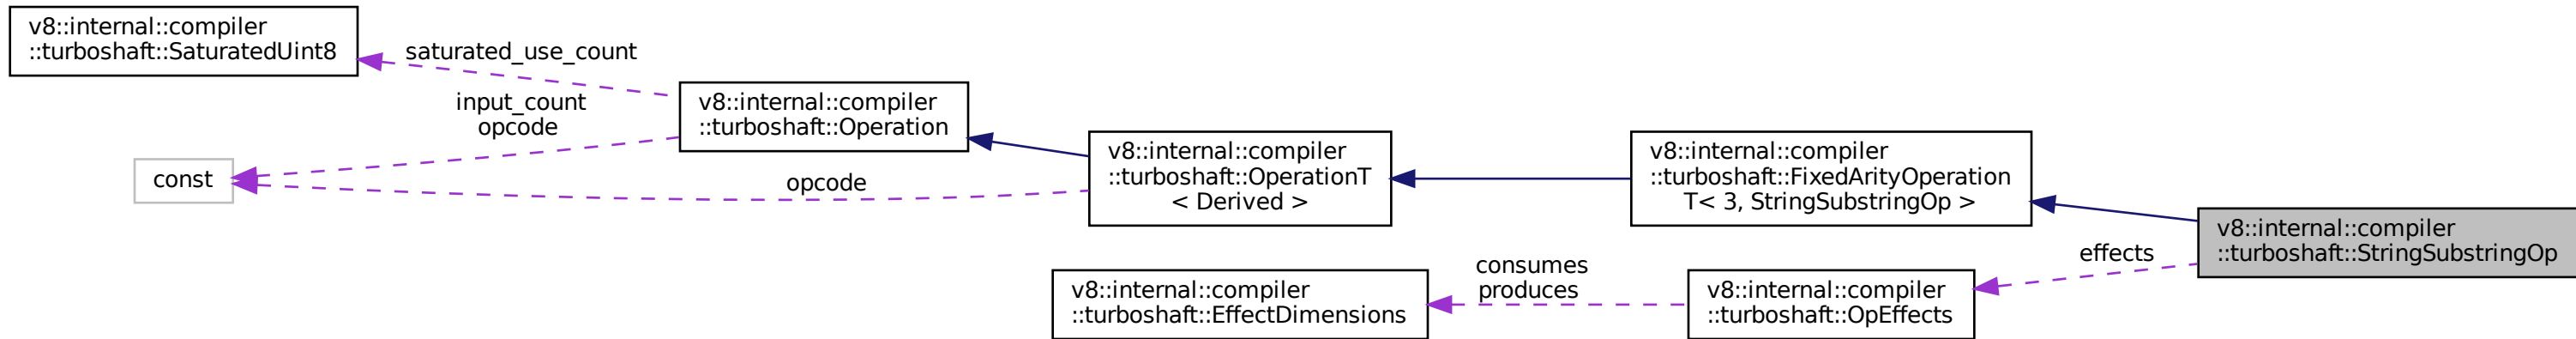 v8::internal::compiler
::turboshaft::SaturatedUint8
saturated_use_count
input_count
opcode
const
v8::internal::compiler
::turboshaft::Operation
opcode
v8::internal::compiler
::turboshaft::OperationT
< Derived >
v8::internal::compiler
::turboshaft::FixedArityOperation
T< 3, StringSubstringOp >
v8::internal::compiler
::turboshaft::EffectDimensions
consumes
produces
v8::internal::compiler
::turboshaft::OpEffects
effects
v8::internal::compiler
::turboshaft::StringSubstringOp